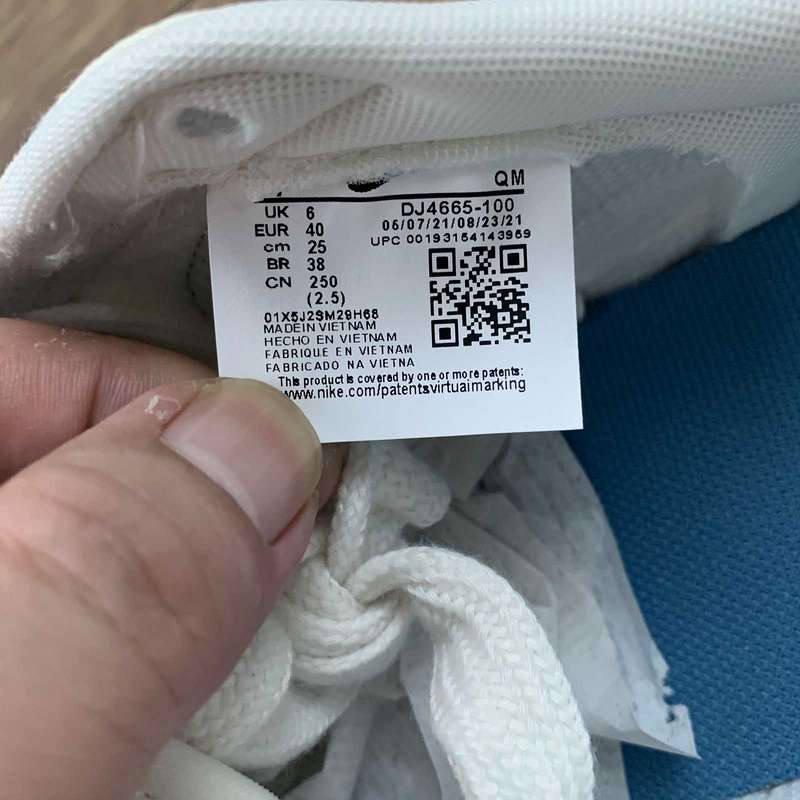 QM
UK 6
EUR 40
cm 25
BR 38
CN 250
(2.5)
DJ4665-100
06/07/21/08/23/21
UPC 00193154143969
01X5J2SM29H68
MADE IN VIETNAM
HECHO EN VIETNAM
FABRIQUE EN VIETNAM
FABRICADO NA VIETNA
This product is covered by one or more patents:
www.nike.com/patentsvirtualmarking